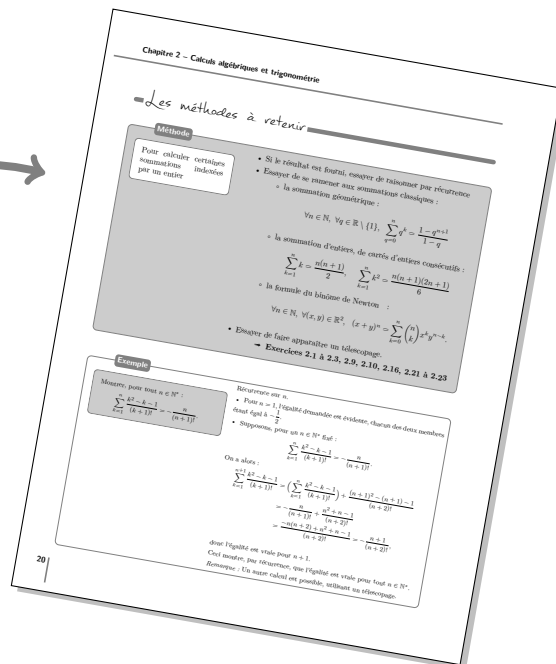 Chapitre 2 – Calculs algébriques et trigonométrie
Les méthodes à retenir
Méthode
Pour calculer certaines
sommations indexées
par un entier
• Si le résultat est fourni, essayer de raisonner par récurrence
• Essayer de se ramener aux sommations classiques :
∘ la sommation géométrique :
∀n ∈ ℕ, ∀q ∈ ℝ \ {1}, ∑_{q=0}^{n} q^k = (1 − q^{n+1})/(1 − q)
∘ la sommation d'entiers, de carrés d'entiers consécutifs :
∑_{k=1}^{n} k = n(n + 1)/2, ∑_{k=1}^{n} k² = n(n + 1)(2n + 1)/6
∘ la formule du binôme de Newton :
∀n ∈ ℕ, ∀(x, y) ∈ ℝ², (x + y)^n = ∑_{k=0}^{n} (n k) x^k y^{n−k}.
• Essayer de faire apparaître un télescopage.
➞ Exercices 2.1 à 2.3, 2.9, 2.10, 2.16, 2.21 à 2.23
Exemple
Montrer, pour tout n ∈ ℕ* :
∑_{k=1}^{n} (k² − k − 1)/(k + 1)! = − n/(n + 1)!.
Récurrence sur n.
• Pour n = 1, l'égalité demandée est évidente, chacun des deux membres
étant égal à − 1/2.
• Supposons, pour un n ∈ ℕ* fixé :
∑_{k=1}^{n} (k² − k − 1)/(k + 1)! = − n/(n + 1)!.
On a alors :
∑_{k=1}^{n+1} (k² − k − 1)/(k + 1)! = (∑_{k=1}^{n} (k² − k − 1)/(k + 1)!) + ((n + 1)² − (n + 1) − 1)/(n + 2)!
= − n/(n + 1)! + (n² + n − 1)/(n + 2)!
= (−n(n + 2) + n² + n − 1)/(n + 2)! = − (n + 1)/(n + 2)!,
donc l'égalité est vraie pour n + 1.
Ceci montre, par récurrence, que l'égalité est vraie pour tout n ∈ ℕ*.
Remarque : Un autre calcul est possible, utilisant un télescopage.
20